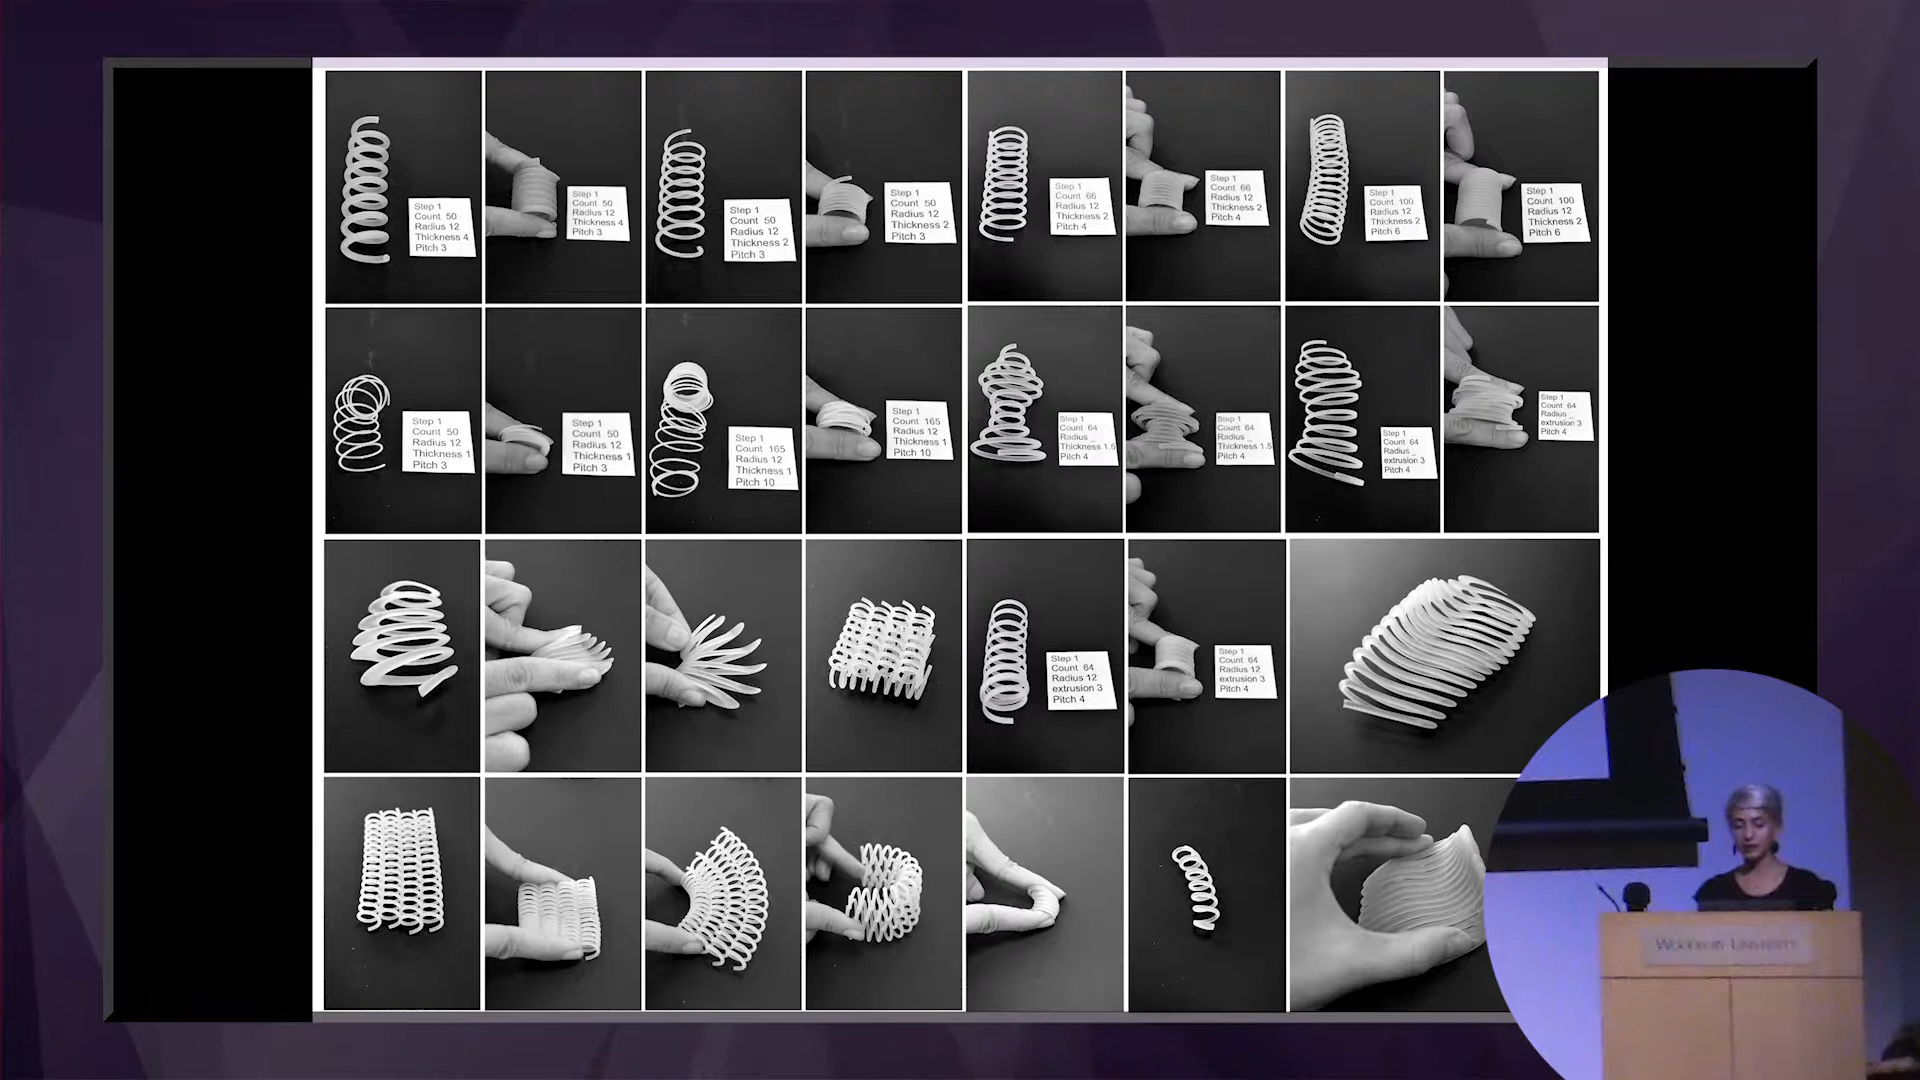 Step 1
Count 50
Radius 12
Thickness 4
Pitch 3
Step 1
Count 50
Radius 12
Thickness 4
Pitch 3
Step 1
Count 50
Radius 12
Thickness 2
Pitch 3
Step 1
Count 50
Radius 12
Thickness 2
Pitch 3
Step 1
Count 66
Radius 12
Thickness 2
Pitch 4
Step 1
Count 66
Radius 12
Thickness 2
Pitch 4
Step 1
Count 100
Radius 12
Thickness 2
Pitch 6
Step 1
Count 100
Radius 12
Thickness 2
Pitch 6
Step 1
Count 50
Radius 12
Thickness 1
Pitch 3
Step 1
Count 50
Radius 12
Thickness 1
Pitch 3
Step 1
Count 165
Radius 12
Thickness 1
Pitch 10
Step 1
Count 165
Radius 12
Thickness 1
Pitch 10
Step 1
Count 64
Radius _
Thickness 1.5
Pitch 4
Step 1
Count 64
Radius _
Thickness 1.5
Pitch 4
Step 1
Count 64
Radius _
extrusion 3
Pitch 4
Step 1
Count 64
Radius _
extrusion 3
Pitch 4
Step 1
Count 64
Radius 12
extrusion 3
Pitch 4
Step 1
Count 64
Radius 12
extrusion 3
Pitch 4
Woodbury University